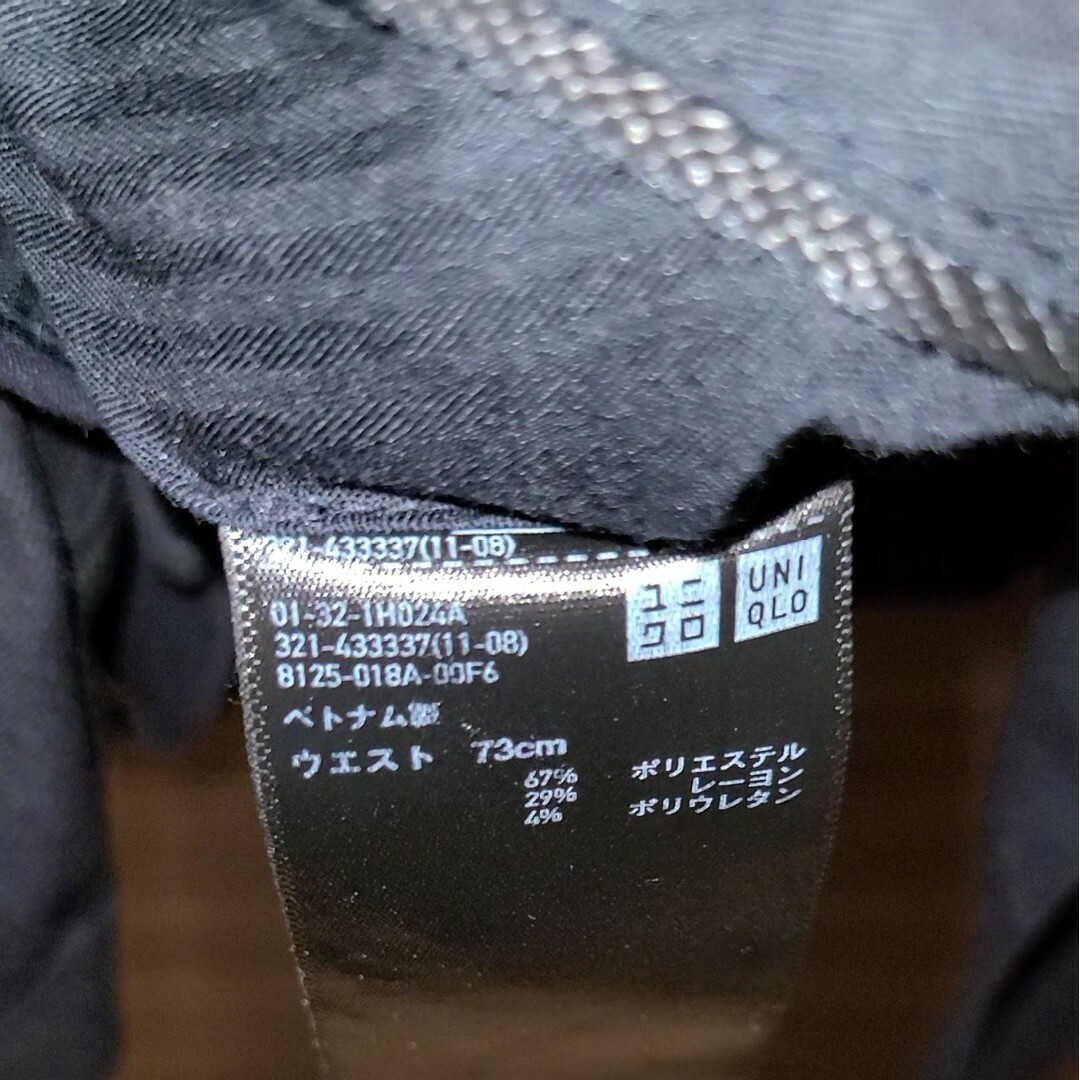 321-433337(11-08)
ユニ
クロ
UNI
QLO
01-32-1H024A
321-433337(11-08)
8125-018A-00F6
ベトナム製
ウエスト 73cm
67% ポリエステル
29% レーヨン
4% ポリウレタン